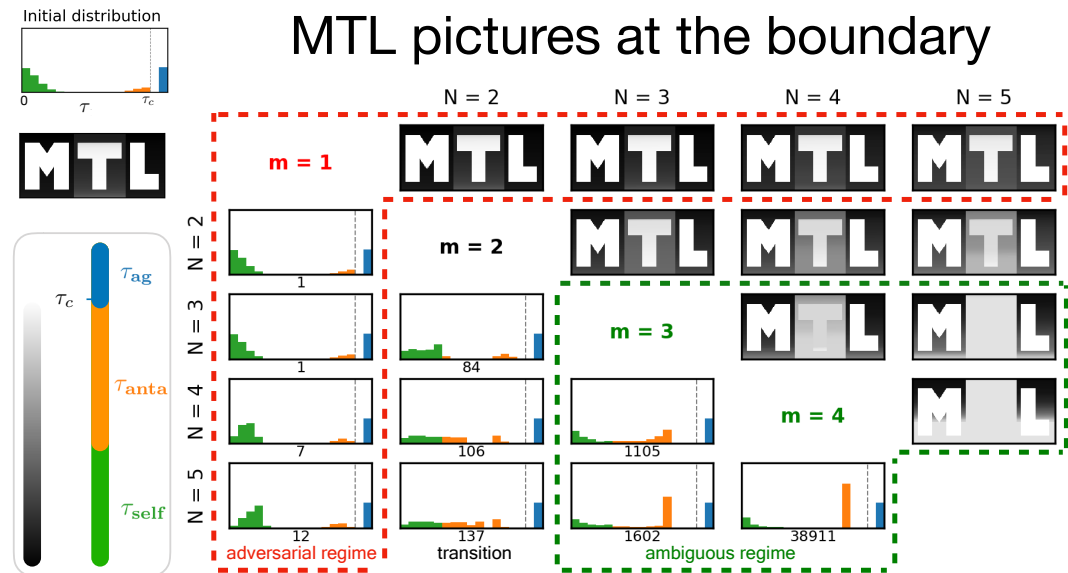 Initial distribution
MTL pictures at the boundary
0
τ
τc
N = 2 N = 3 N = 4 N = 5
MTL
m = 1
MTL MTL MTL MTL
N = 2
1
m = 2
MTL MTL MTL
τag
τc
τanta
τself
N = 3
1
84
m = 3
MTL M L
N = 4
7
106
1105
m = 4
M L
N = 5
12
137
1602
38911
adversarial regime
transition
ambiguous regime